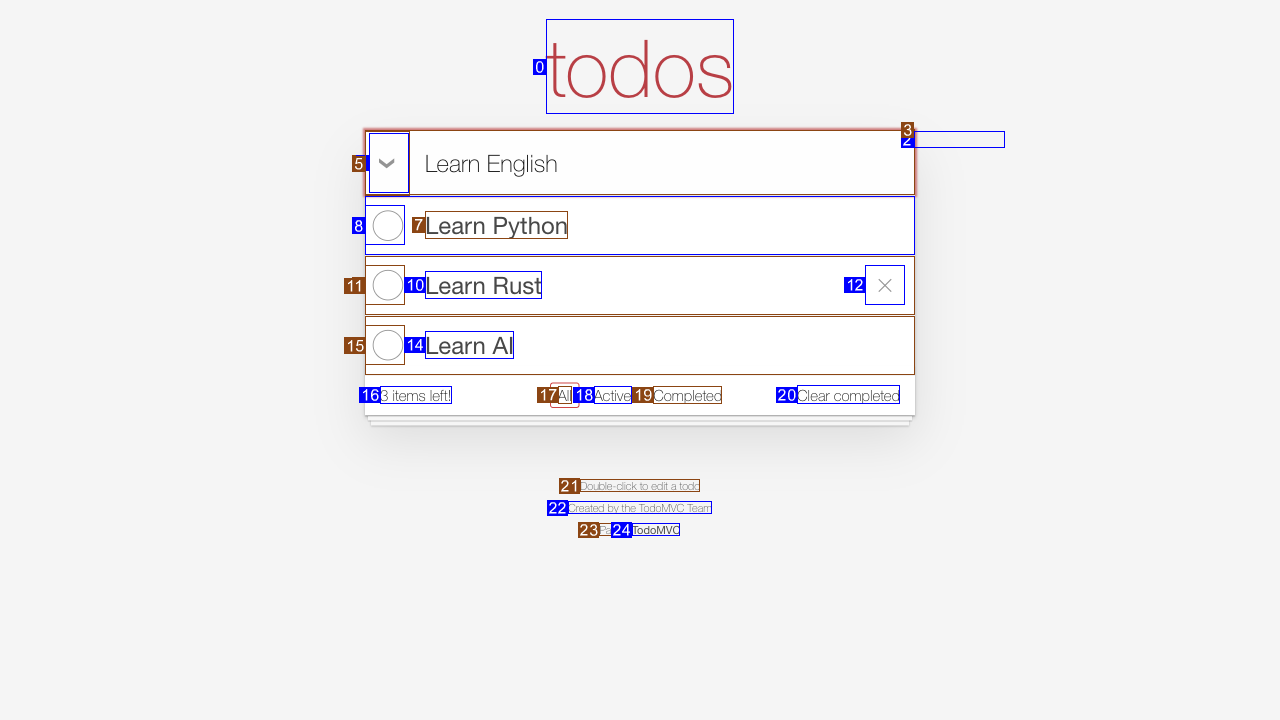 todos
0
3
2
5
Learn English
8
7
Learn Python
11
10
Learn Rust
12
15
14
Learn AI
16
3 items left!
17
All
18
Active
19
Completed
20
Clear completed
21
Double-click to edit a todo
22
Created by the TodoMVC Team
23
24
TodoMVC